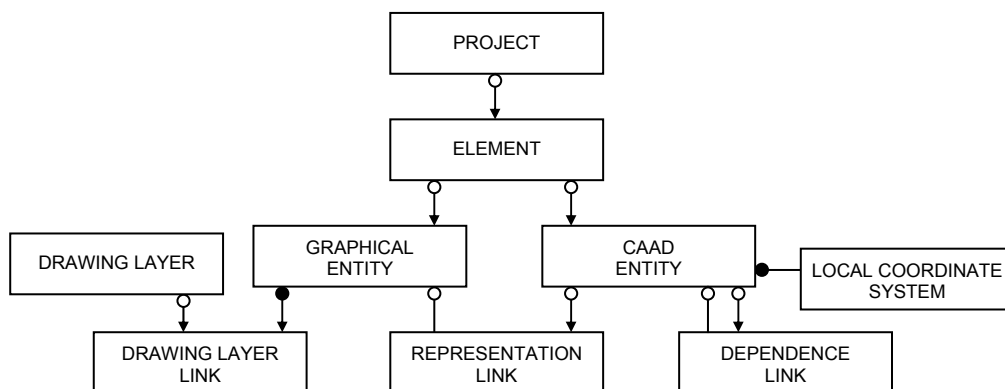 PROJECT
ELEMENT
GRAPHICAL
ENTITY
CAAD
ENTITY
DRAWING LAYER
LOCAL COORDINATE
SYSTEM
DRAWING LAYER
LINK
REPRESENTATION
LINK
DEPENDENCE
LINK